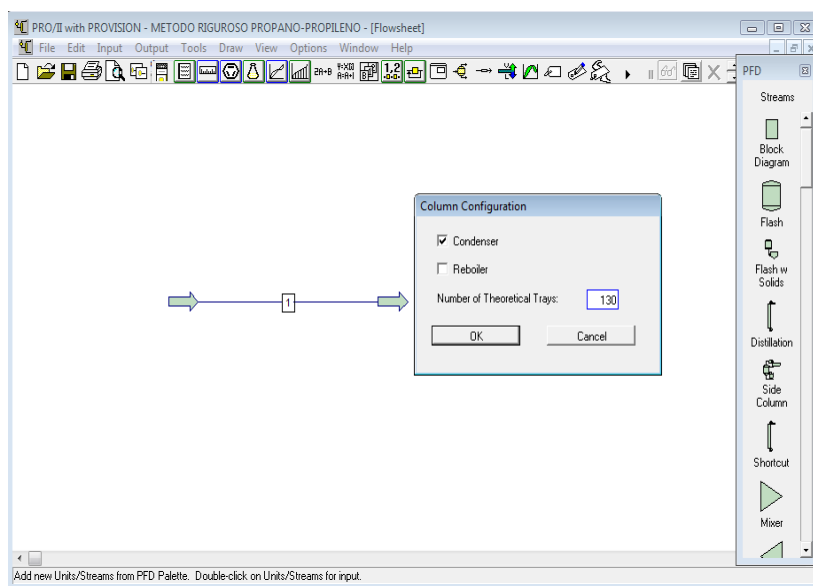 PRO/II with PROVISION - METODO RIGUROSO PROPANO-PROPILENO - [Flowsheet]
File Edit Input Output Tools Draw View Options Window Help
PFD
Streams
Block
Diagram
Flash
Flash w
Solids
Distillation
Side
Column
Shortcut
Mixer
Column Configuration
Condenser
Reboiler
Number of Theoretical Trays: 130
OK Cancel
1
Add new Units/Streams from PFD Palette. Double-click on Units/Streams for input.